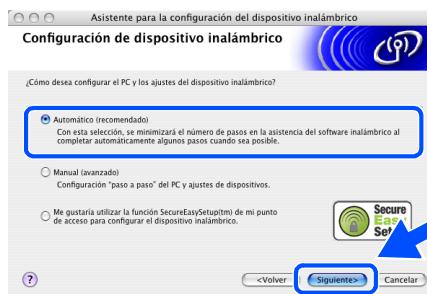 Asistente para la configuración del dispositivo inalámbrico
Configuración de dispositivo inalámbrico
¿Cómo desea configurar el PC y los ajustes del dispositivo inalámbrico?
Automático (recomendado)
Con esta selección, se minimizará el número de pasos en la asistencia del software inalámbrico al
completar automáticamente algunos pasos cuando sea posible.
Manual (avanzado)
Configuración "paso a paso" del PC y ajustes de dispositivos.
Me gustaría utilizar la función SecureEasySetup(tm) de mi punto
de acceso para configurar el dispositivo inalámbrico.
Secure
Easy
?
<Volver
Siguiente>
Cancelar